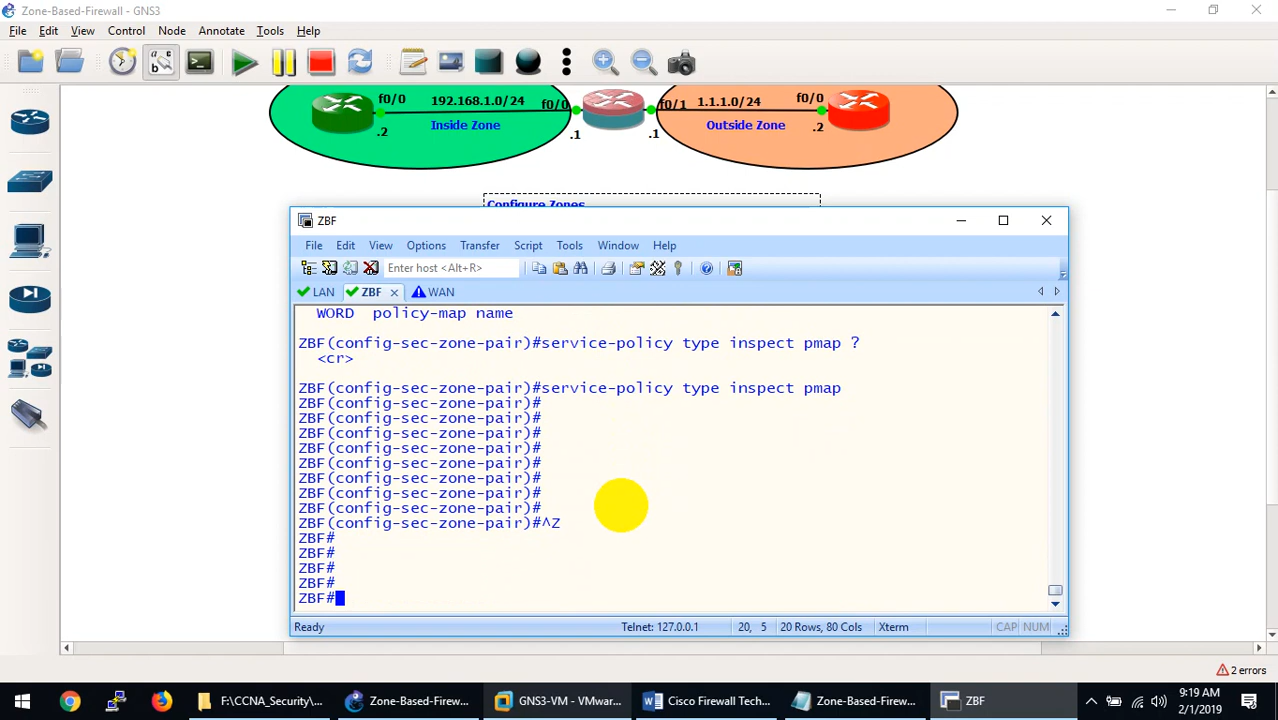 Zone-Based-Firewall - GNS3
File Edit View Control Node Annotate Tools Help
f0/0 192.168.1.0/24 f0/0 f0/1 1.1.1.0/24 f0/0
Inside Zone Outside Zone
.2 .1 .1 .2
Configure Zones
ZBF
File Edit View Options Transfer Script Tools Window Help
Enter host <Alt+R>
LAN ZBF WAN
WORD policy-map name
ZBF(config-sec-zone-pair)#service-policy type inspect pmap ?
<cr>
ZBF(config-sec-zone-pair)#service-policy type inspect pmap
ZBF(config-sec-zone-pair)#
ZBF(config-sec-zone-pair)#
ZBF(config-sec-zone-pair)#
ZBF(config-sec-zone-pair)#
ZBF(config-sec-zone-pair)#
ZBF(config-sec-zone-pair)#
ZBF(config-sec-zone-pair)#
ZBF(config-sec-zone-pair)#
ZBF(config-sec-zone-pair)#^Z
ZBF#
ZBF#
ZBF#
ZBF#
ZBF#
Ready Telnet: 127.0.0.1 20, 5 20 Rows, 80 Cols Xterm CAP NUM
2 errors
F:\CCNA_Security\... Zone-Based-Firew... GNS3-VM - VMwar... Cisco Firewall Tech... Zone-Based-Firew... ZBF 9:19 AM
2/1/2019